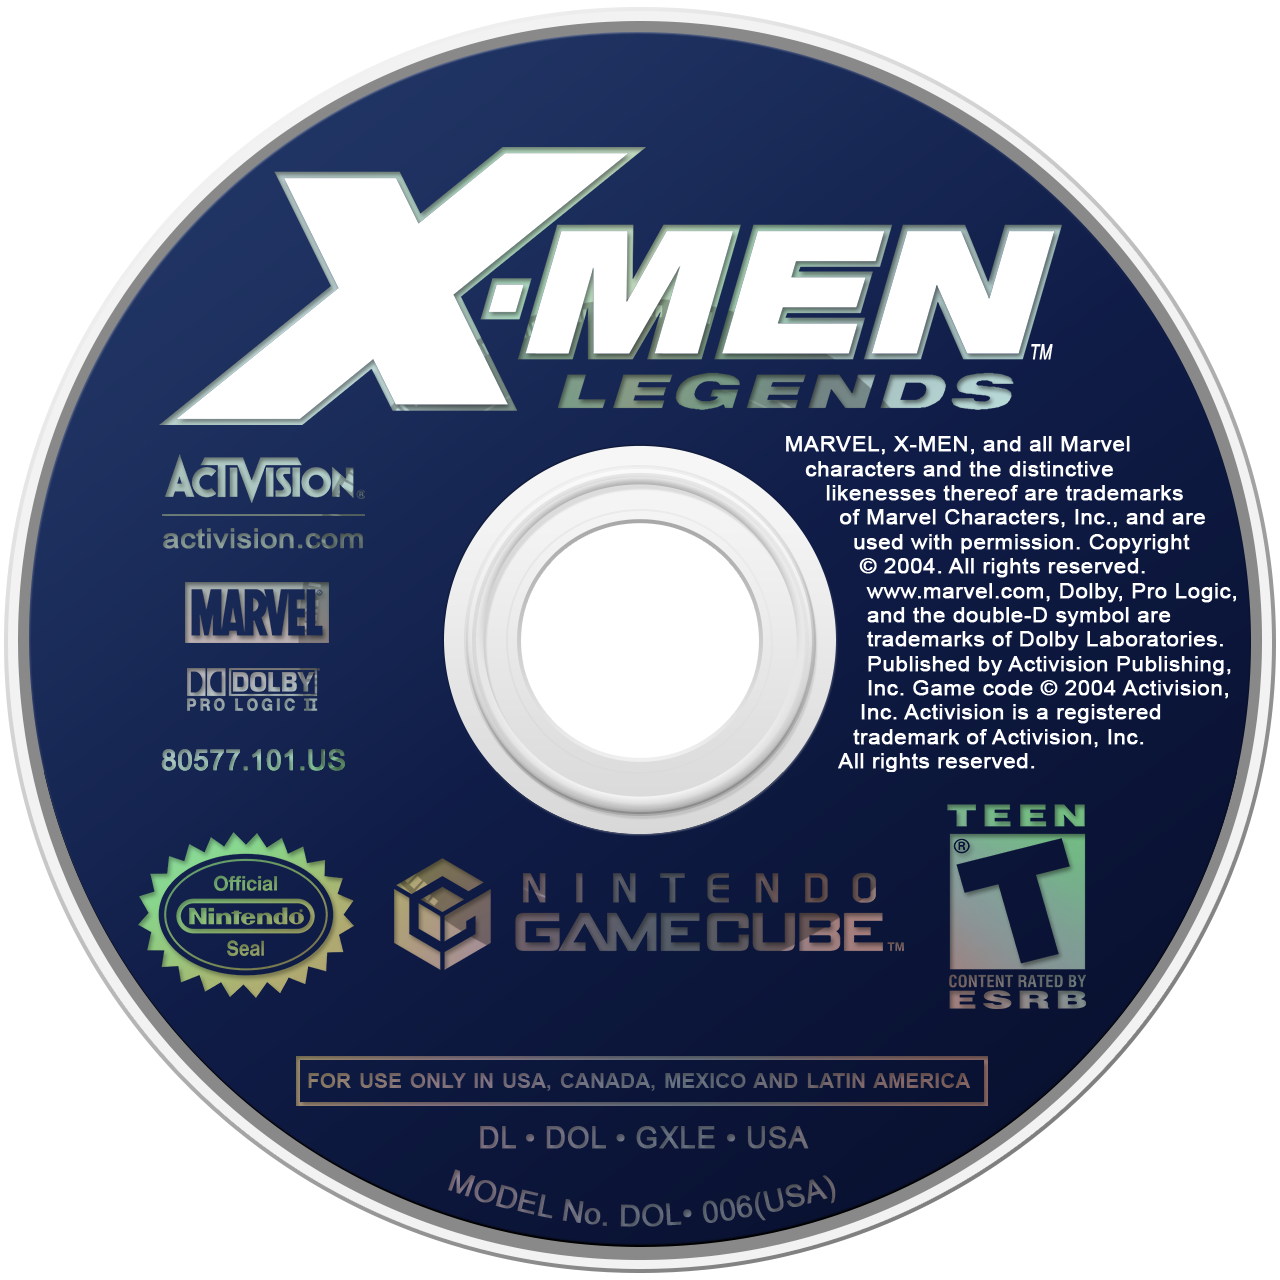 X-MEN™
LEGENDS
ACTIVISION®
activision.com
MARVEL
DOLBY
PRO LOGIC II
80577.101.US
MARVEL, X-MEN, and all Marvel
characters and the distinctive
likenesses thereof are trademarks
of Marvel Characters, Inc., and are
used with permission. Copyright
© 2004. All rights reserved.
www.marvel.com, Dolby, Pro Logic,
and the double-D symbol are
trademarks of Dolby Laboratories.
Published by Activision Publishing,
Inc. Game code © 2004 Activision,
Inc. Activision is a registered
trademark of Activision, Inc.
All rights reserved.
Official
Nintendo®
Seal
NINTENDO
GAMECUBE™
TEEN
T®
CONTENT RATED BY
ESRB
FOR USE ONLY IN USA, CANADA, MEXICO AND LATIN AMERICA
DL • DOL • GXLE • USA
MODEL No. DOL• 006(USA)